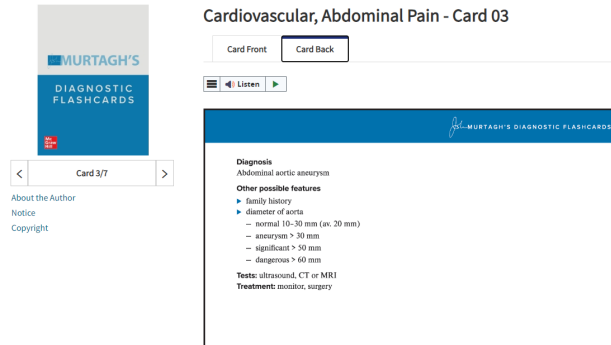 Cardiovascular, Abdominal Pain - Card 03
MURTAGH'S
DIAGNOSTIC
FLASHCARDS
Mc
Graw
Hill
Card Front
Card Back
Listen
MURTAGH'S DIAGNOSTIC FLASHCARDS
< Card 3/7 >
About the Author
Notice
Copyright
Diagnosis
Abdominal aortic aneurysm
Other possible features
▶ family history
▶ diameter of aorta
– normal 10–30 mm (av. 20 mm)
– aneurysm > 30 mm
– significant > 50 mm
– dangerous > 60 mm
Tests: ultrasound, CT or MRI
Treatment: monitor, surgery